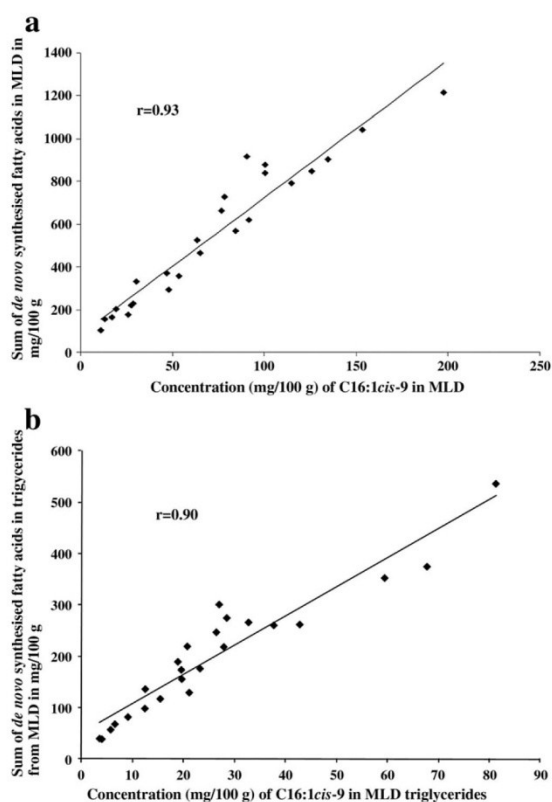 a
Sum of de novo synthesised fatty acids in MLD in
mg/100 g
1400
1200
1000
800
600
400
200
0
r=0.93
0 50 100 150 200 250
Concentration (mg/100 g) of C16:1cis-9 in MLD
b
Sum of de novo synthesised fatty acids in trigycerides
from MLD in mg/100 g
600
500
400
300
200
100
0
r=0.90
0 10 20 30 40 50 60 70 80 90
Concentration (mg/100 g) of C16:1cis-9 in MLD triglycerides